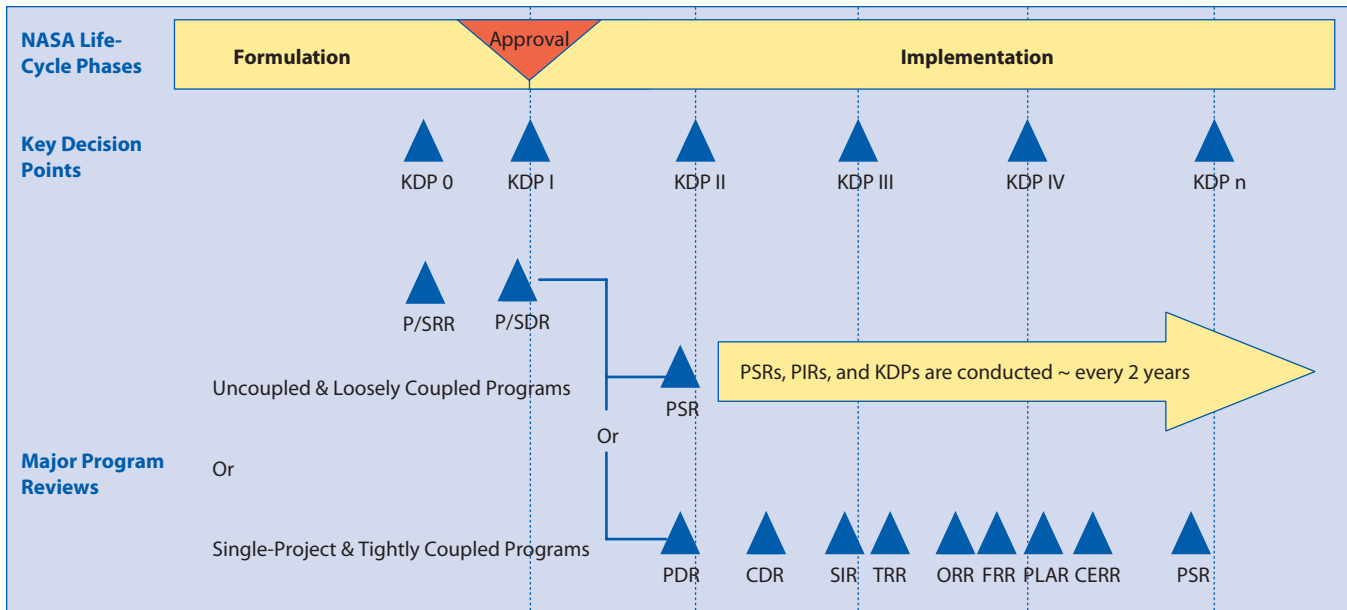 NASA Life-
Cycle Phases
Formulation
Approval
Implementation
Key Decision
Points
KDP 0
KDP I
KDP II
KDP III
KDP IV
KDP n
P/SRR
P/SDR
Uncoupled & Loosely Coupled Programs
PSR
PSRs, PIRs, and KDPs are conducted ~ every 2 years
Or
Major Program
Reviews
Or
Single-Project & Tightly Coupled Programs
PDR
CDR
SIR
TRR
ORR
FRR
PLAR
CERR
PSR